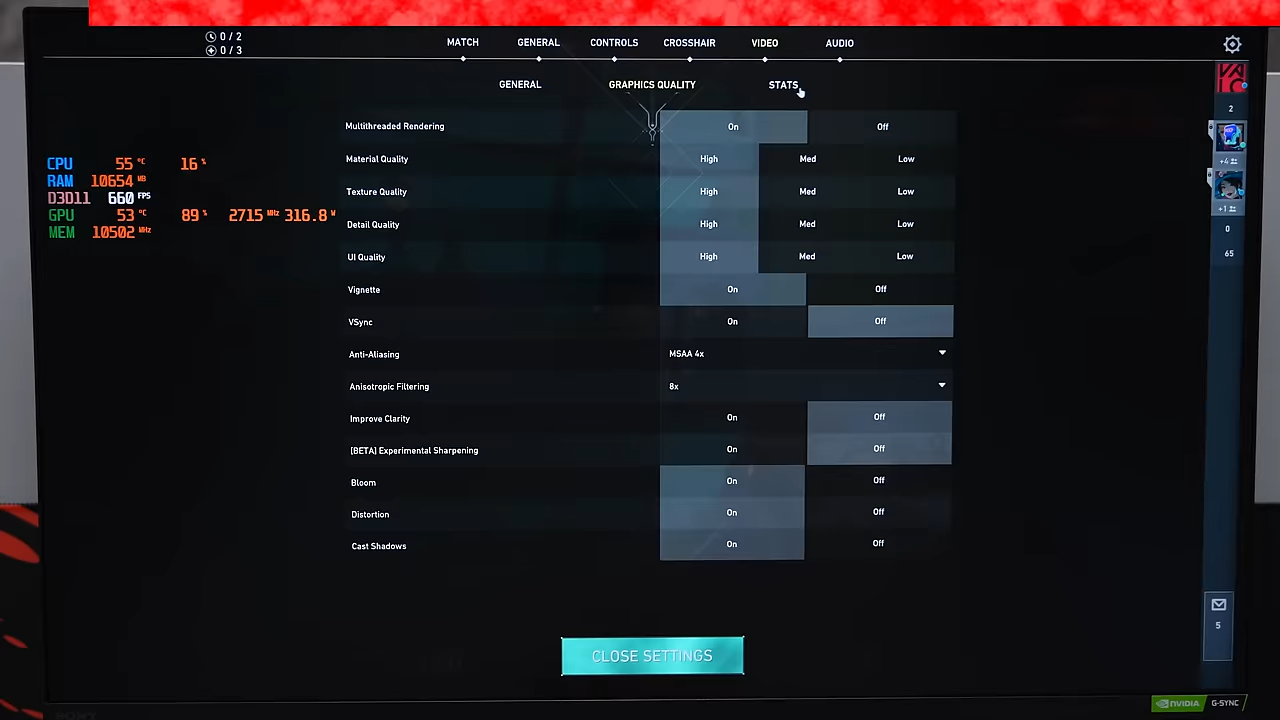 0 / 2
0 / 3
MATCH GENERAL CONTROLS CROSSHAIR VIDEO AUDIO
GENERAL GRAPHICS QUALITY STATS
2
Multithreaded Rendering On Off
Material Quality High Med Low
CPU 55 °C 16 %
+4
RAM 10654 MB
Texture Quality High Med Low
D3D11 660 FPS
+1
GPU 53 °C 89 % 2715 MHz 316.8 W
Detail Quality High Med Low
0
MEM 10502 MHz
UI Quality High Med Low
65
Vignette On Off
VSync On Off
Anti-Aliasing MSAA 4x
Anisotropic Filtering 8x
Improve Clarity On Off
[BETA] Experimental Sharpening On Off
Bloom On Off
Distortion On Off
Cast Shadows On Off
5
CLOSE SETTINGS
NVIDIA G-SYNC